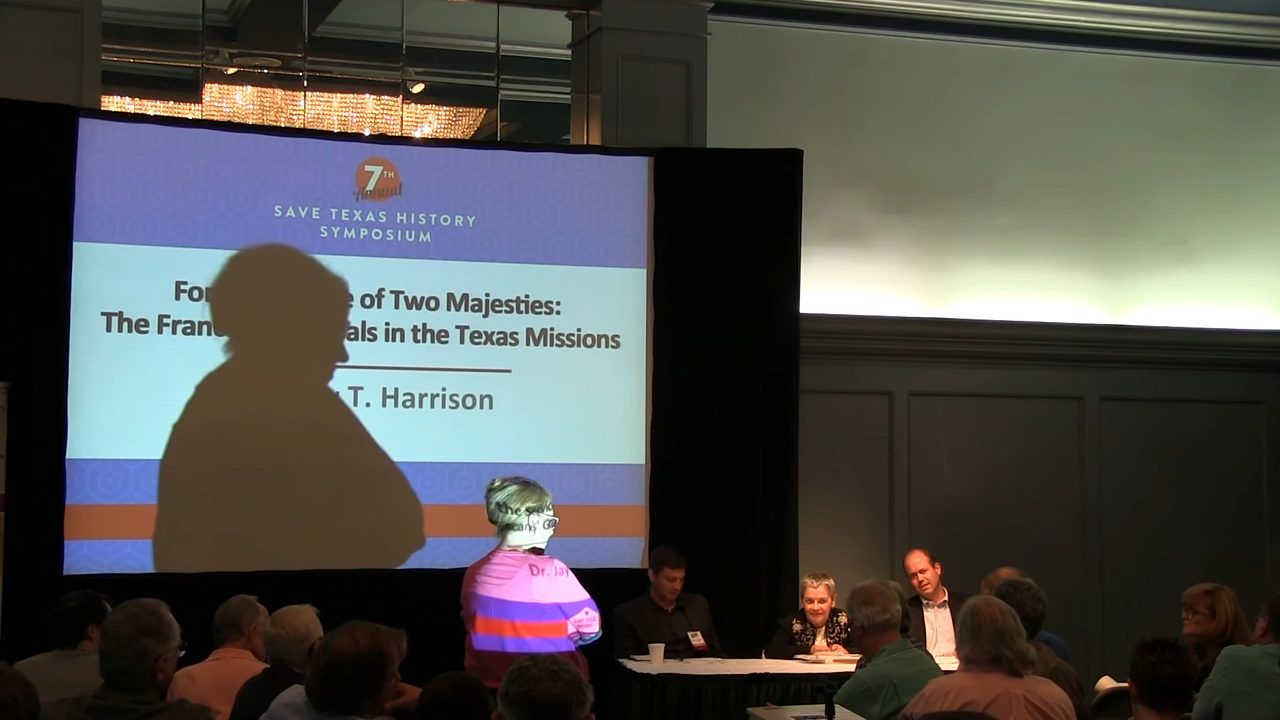 7TH
Annual
SAVE TEXAS HISTORY
SYMPOSIUM
For e of Two Majesties:
The Fran als in the Texas Missions
T. Harrison
the s
Dr. Jay